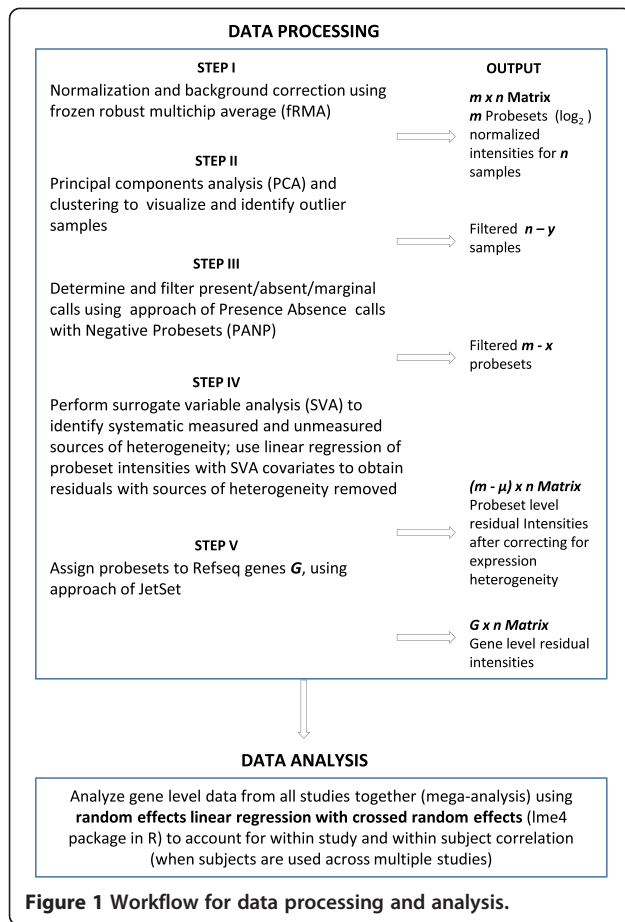 DATA PROCESSING
STEP I
Normalization and background correction using
frozen robust multichip average (fRMA)
OUTPUT
m x n Matrix
m Probesets (log2 )
normalized
intensities for n
samples
STEP II
Principal components analysis (PCA) and
clustering to visualize and identify outlier
samples
Filtered n – y
samples
STEP III
Determine and filter present/absent/marginal
calls using approach of Presence Absence calls
with Negative Probesets (PANP)
Filtered m - x
probesets
STEP IV
Perform surrogate variable analysis (SVA) to
identify systematic measured and unmeasured
sources of heterogeneity; use linear regression of
probeset intensities with SVA covariates to obtain
residuals with sources of heterogeneity removed
(m - μ) x n Matrix
Probeset level
residual Intensities
after correcting for
expression
heterogeneity
STEP V
Assign probesets to Refseq genes G, using
approach of JetSet
G x n Matrix
Gene level residual
intensities
DATA ANALYSIS
Analyze gene level data from all studies together (mega-analysis) using
random effects linear regression with crossed random effects (lme4
package in R) to account for within study and within subject correlation
(when subjects are used across multiple studies)
Figure 1 Workflow for data processing and analysis.